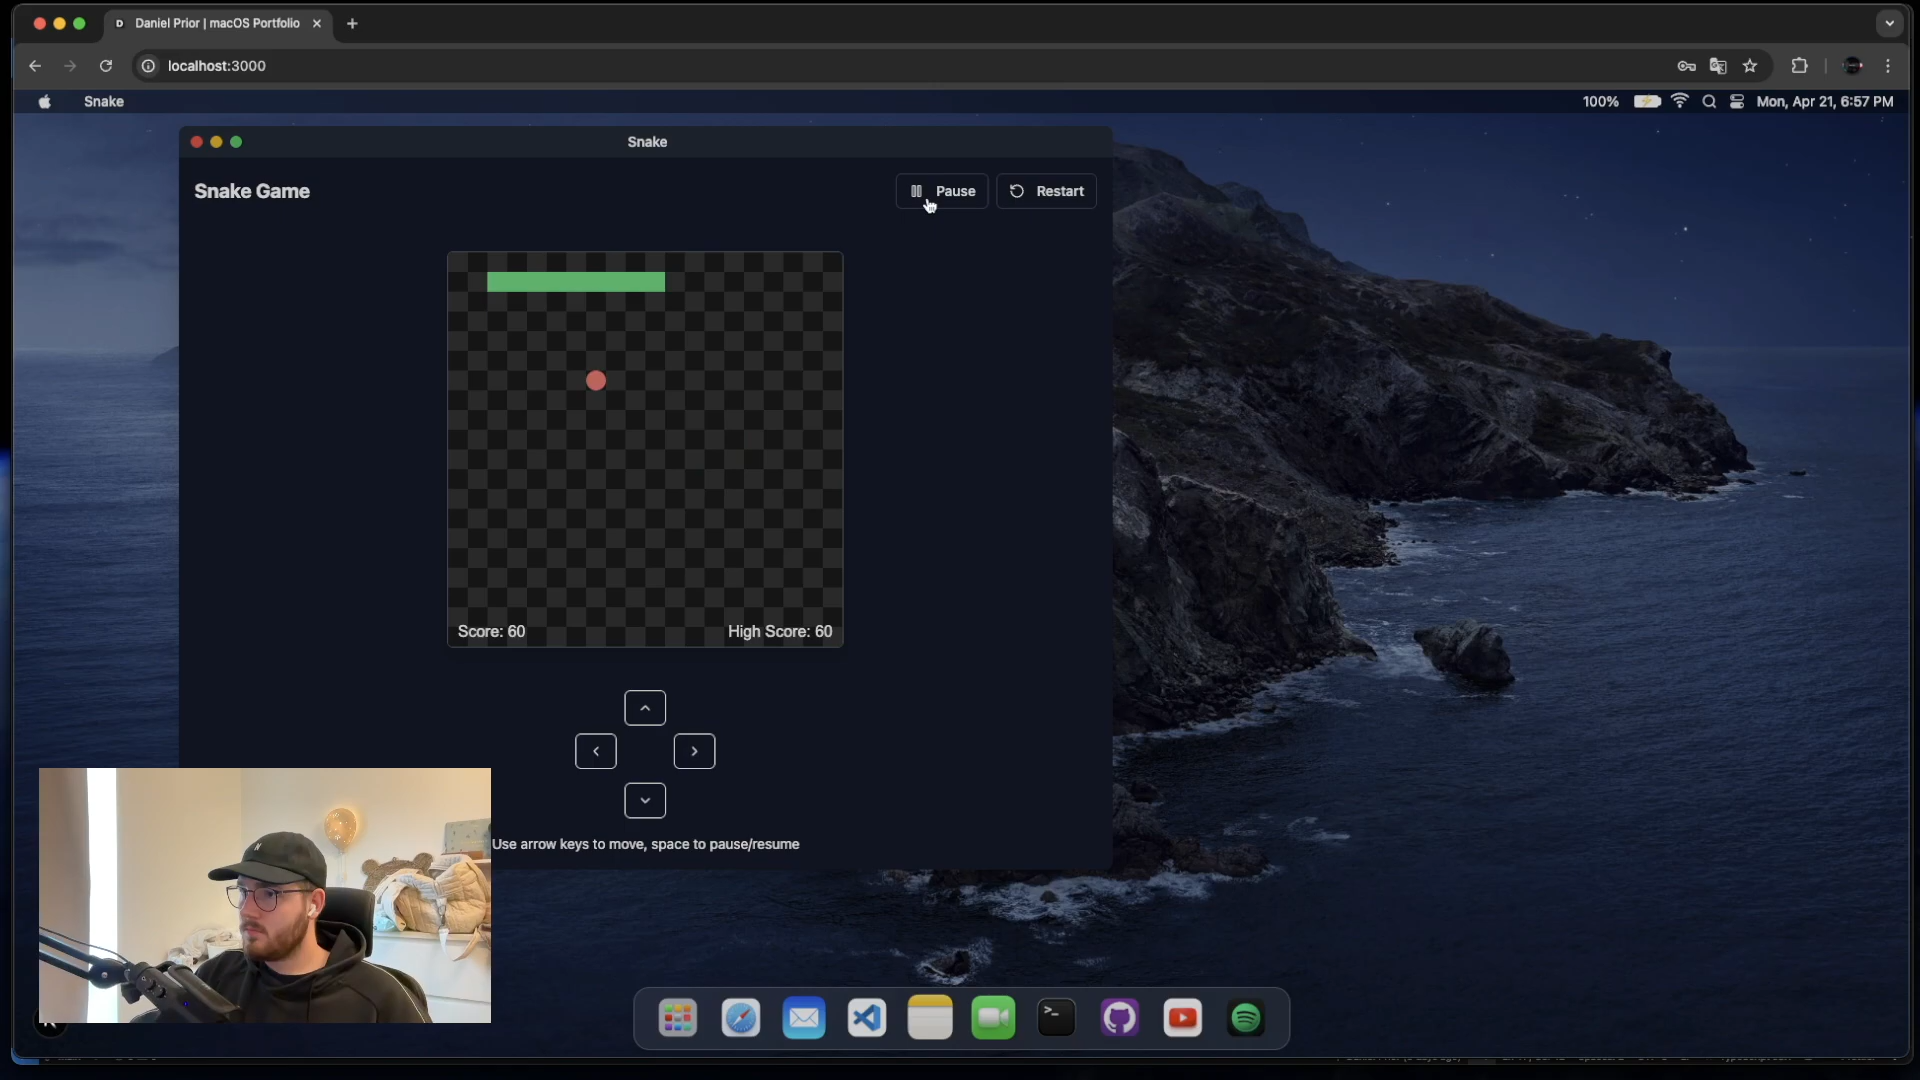 Daniel Prior | macOS Portfolio
localhost:3000
Snake
100%
Mon, Apr 21, 6:57 PM
Snake
Snake Game
Pause
Restart
Score: 60
High Score: 60
Use arrow keys to move, space to pause/resume